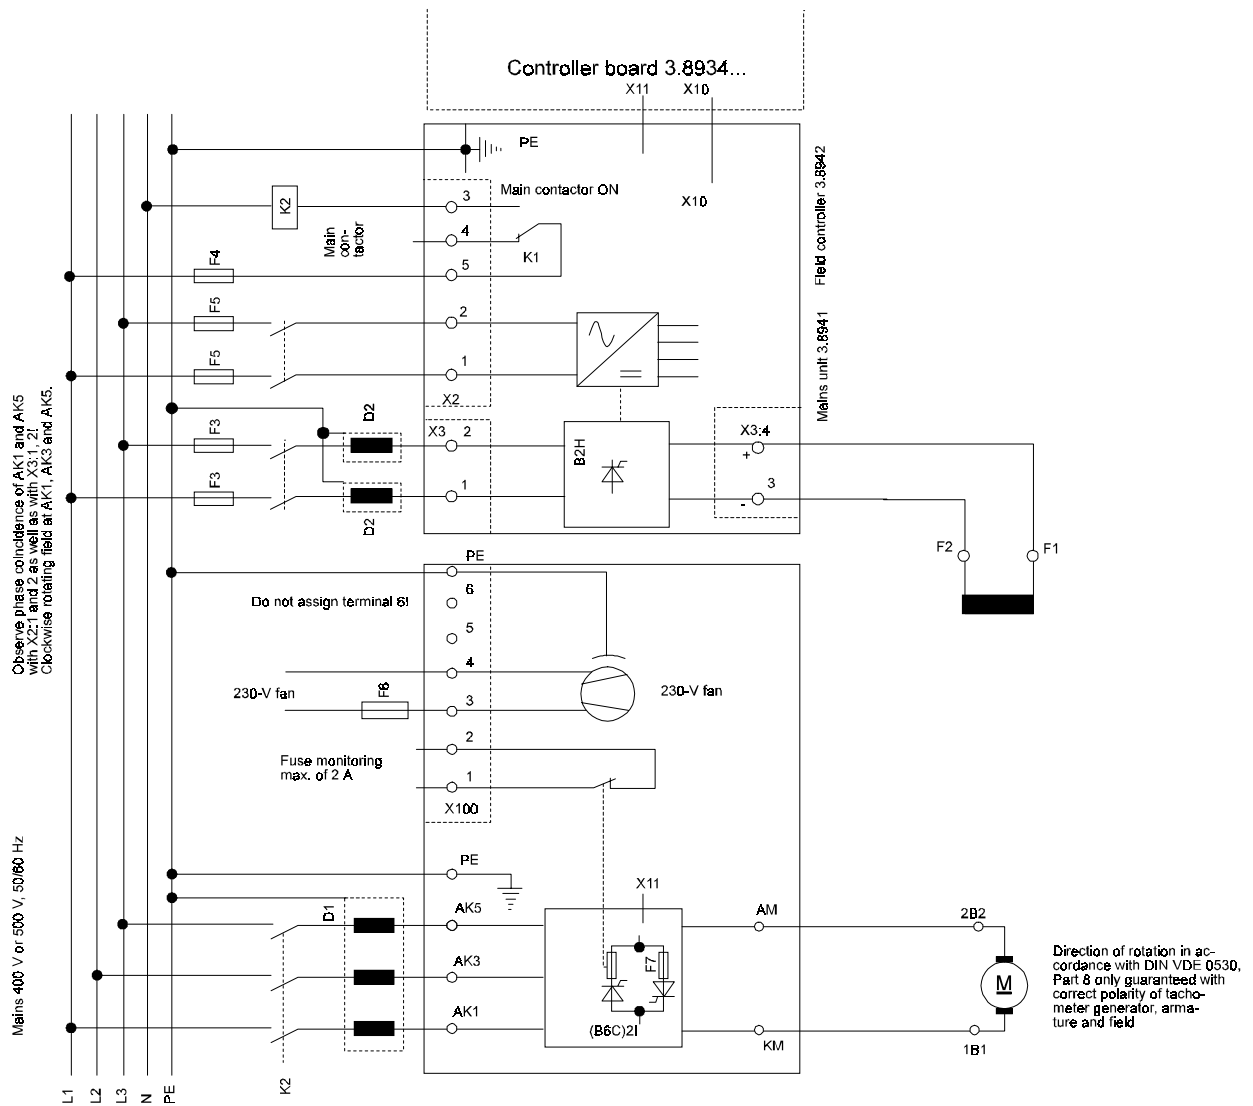 Controller board 3.8934...
X11
X10
PE
Main contactor ON
X10
Field controller 3.8942
3
K2
Main
con-
tactor
4
K1
5
F4
F5
2
Mains unit 3.8941
F5
1
X2
D2
F3
X3
2
B2H
X3:4
+
F3
1
3
-
D2
Observe phase coincidence of AK1 and AK5
with X2:1 and 2 as well as with X3:1, 2!
Clockwise rotating field at AK1, AK3 and AK5.
F2
F1
PE
6
Do not assign terminal 6!
5
4
230-V fan
F6
3
230-V fan
2
Fuse monitoring
max. of 2 A
1
X100
Mains 400 V or 500 V, 50/60 Hz
PE
X11
D1
AK5
AM
2B2
AK3
F7
M
Direction of rotation in ac-
cordance with DIN VDE 0530,
Part 8 only guaranteed with
correct polarity of tacho-
meter generator, arma-
ture and field
AK1
(B6C)2I
KM
1B1
K2
L1
L2
L3
N
PE